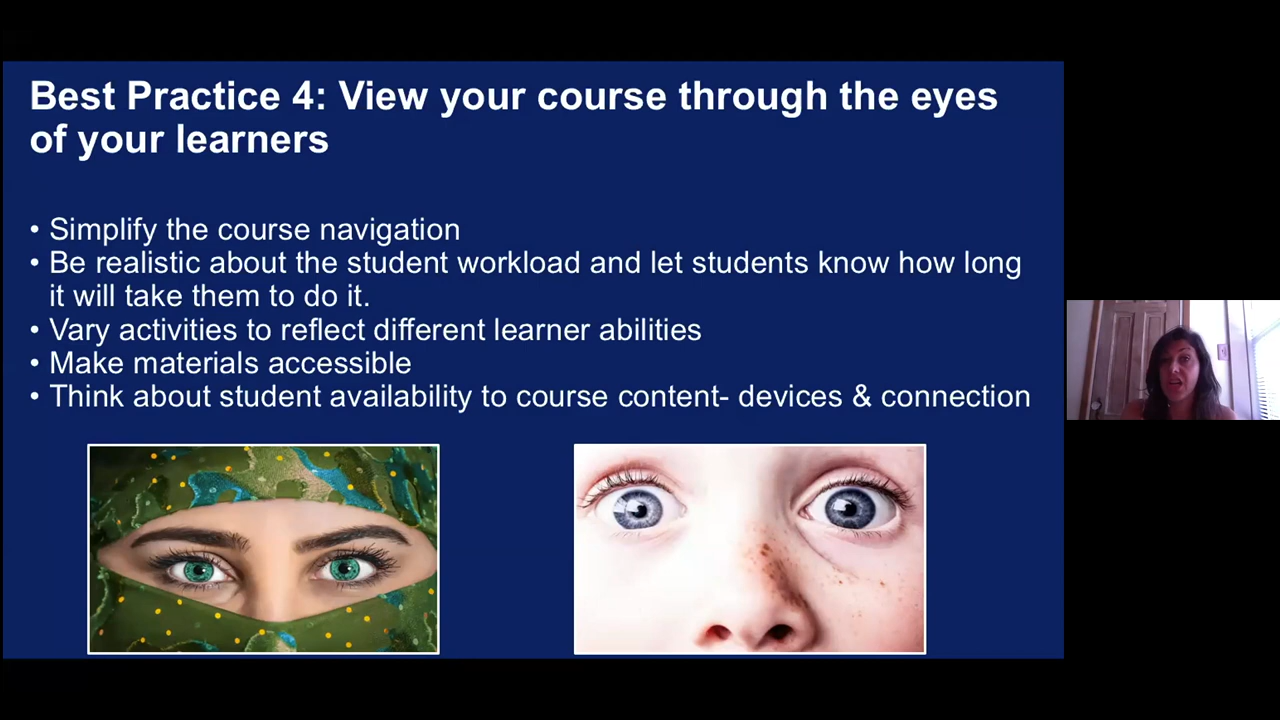 Best Practice 4: View your course through the eyes
of your learners
• Simplify the course navigation
• Be realistic about the student workload and let students know how long
it will take them to do it.
• Vary activities to reflect different learner abilities
• Make materials accessible
• Think about student availability to course content- devices & connection